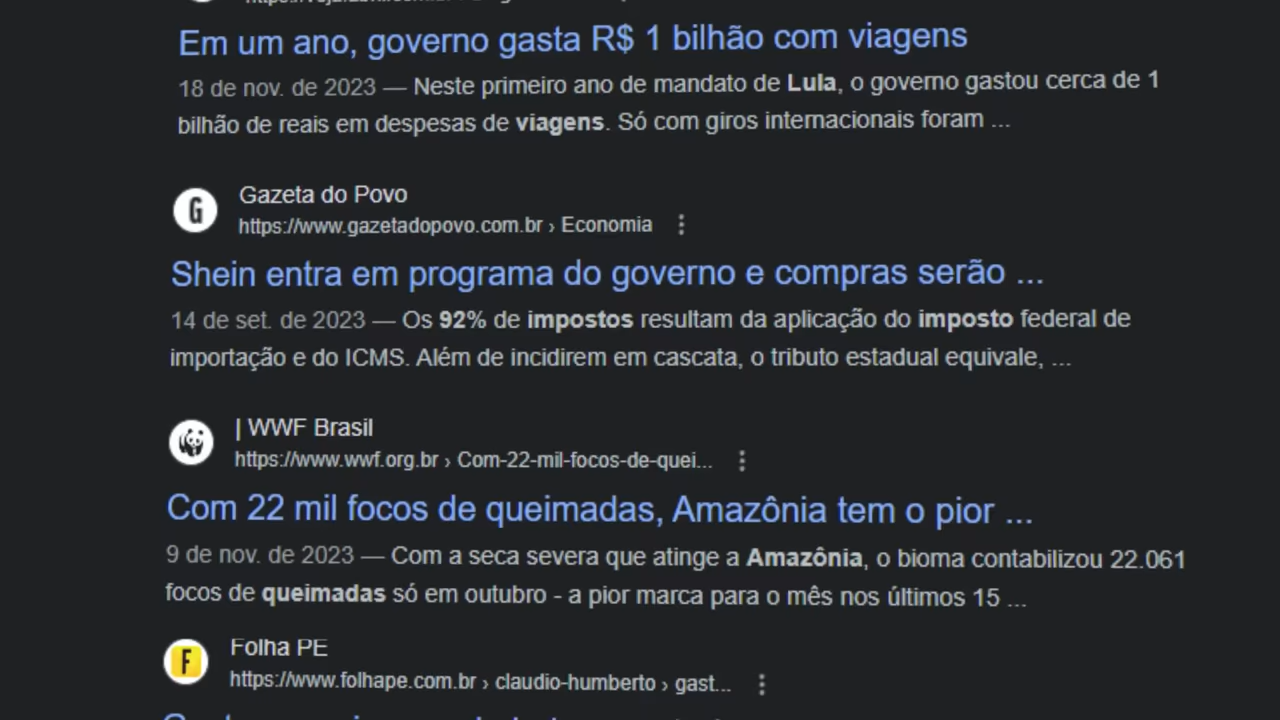 Em um ano, governo gasta R$ 1 bilhão com viagens
18 de nov. de 2023 — Neste primeiro ano de mandato de Lula, o governo gastou cerca de 1
bilhão de reais em despesas de viagens. Só com giros internacionais foram ...
G
Gazeta do Povo
https://www.gazetadopovo.com.br › Economia
Shein entra em programa do governo e compras serão ...
14 de set. de 2023 — Os 92% de impostos resultam da aplicação do imposto federal de
importação e do ICMS. Além de incidirem em cascata, o tributo estadual equivale, ...
| WWF Brasil
https://www.wwf.org.br › Com-22-mil-focos-de-quei...
Com 22 mil focos de queimadas, Amazônia tem o pior ...
9 de nov. de 2023 — Com a seca severa que atinge a Amazônia, o bioma contabilizou 22.061
focos de queimadas só em outubro - a pior marca para o mês nos últimos 15 ...
F
Folha PE
https://www.folhape.com.br › claudio-humberto › gast...